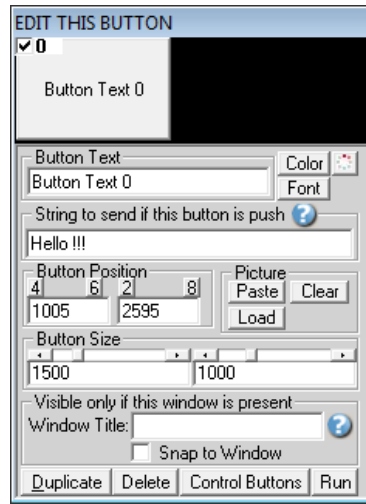 EDIT THIS BUTTON
0
Button Text 0
Button Text
Color
Button Text 0
Font
String to send if this button is push ?
Hello !!!
Button Position
Picture
4 6 2 8
Paste Clear
1005 2595
Load
Button Size
1500 1000
Visible only if this window is present
Window Title: ?
Snap to Window
Duplicate Delete Control Buttons Run